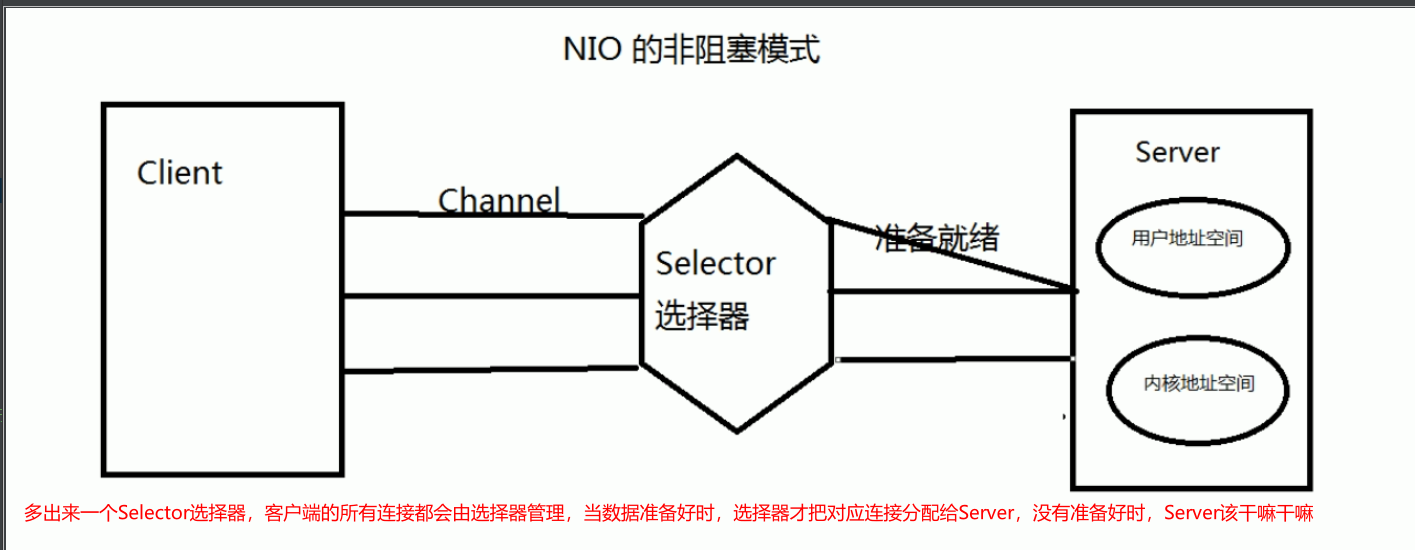 NIO 的非阻塞模式
Client
Channel
Selector
选择器
准备就绪
Server
用户地址空间
内核地址空间
多出来一个Selector选择器，客户端的所有连接都会由选择器管理，当数据准备好时，选择器才把对应连接分配给Server，没有准备好时，Server该干嘛干嘛